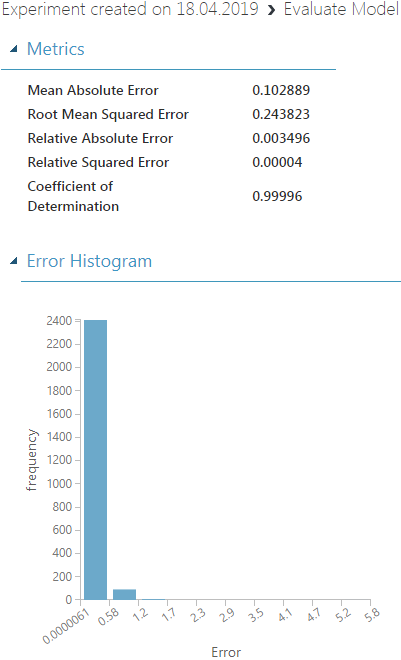 Experiment created on 18.04.2019 ❯ Evaluate Model
Metrics
Mean Absolute Error 0.102889
Root Mean Squared Error 0.243823
Relative Absolute Error 0.003496
Relative Squared Error 0.00004
Coefficient of
Determination 0.99996
Error Histogram
2400
2200
2000
1800
1600
1400
1200
1000
800
600
400
200
0
frequency
0.0000061 0.58 1.2 1.7 2.3 2.9 3.5 4.1 4.7 5.2 5.8
Error